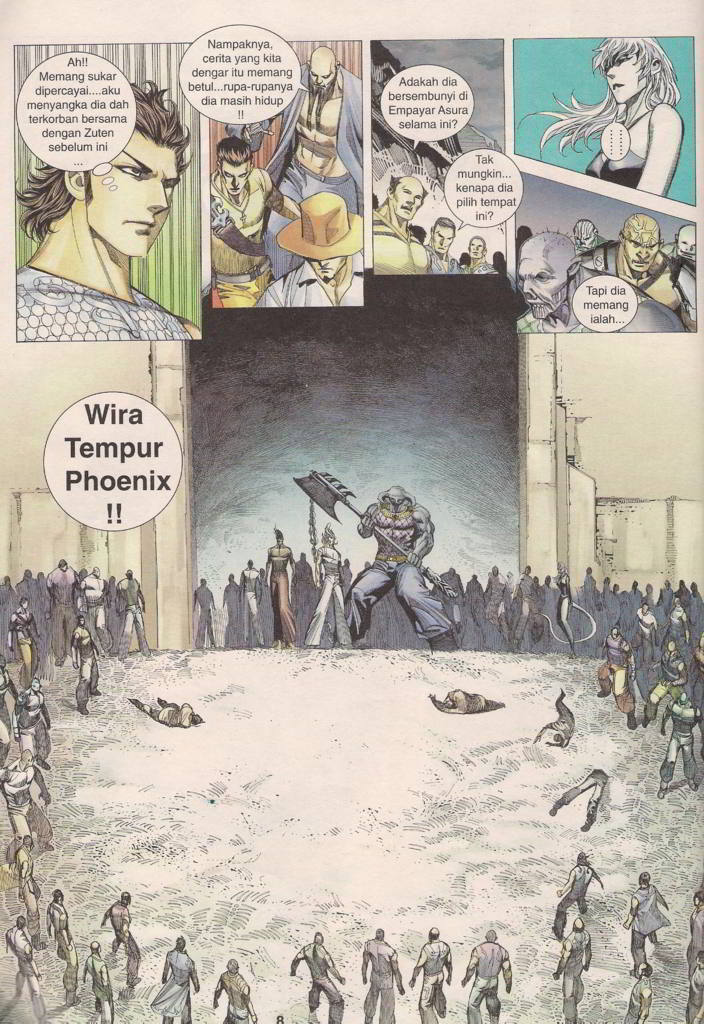 Ah!!
Memang sukar
dipercayai....aku
menyangka dia dah
terkorban bersama
dengan Zuten
sebelum ini
...
Nampaknya,
cerita yang kita
dengar itu memang
betul...rupa-rupanya
dia masih hidup
!!
Adakah dia
bersembunyi di
Empayar Asura
selama ini?
Tak
mungkin...
kenapa dia
pilih tempat
ini?
......
Tapi dia
memang
ialah...
Wira
Tempur
Phoenix
!!
8